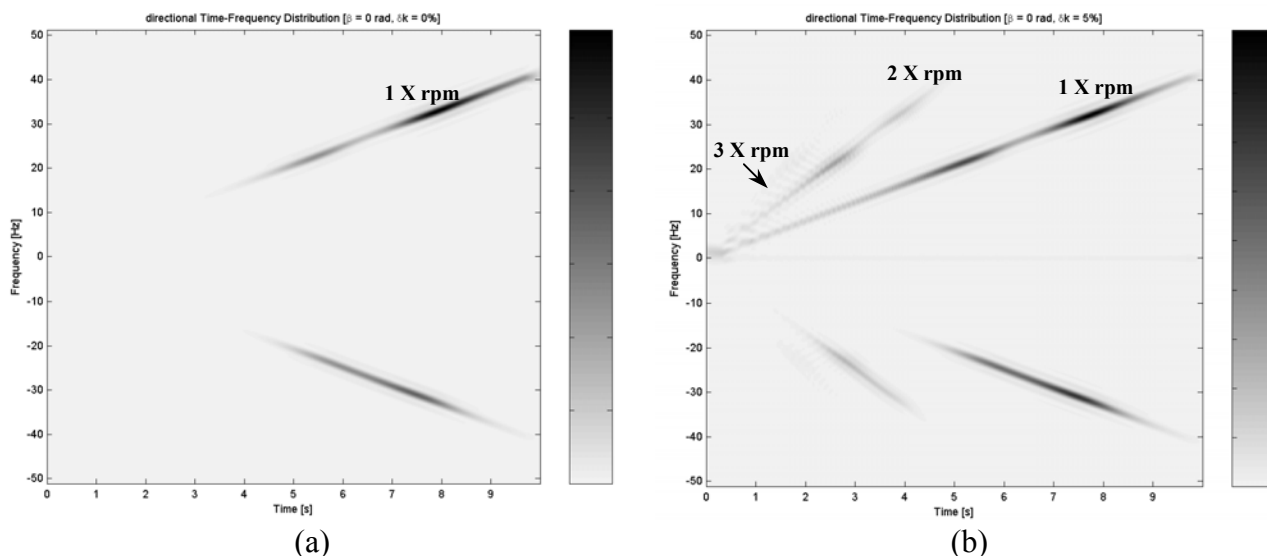 directional Time-Frequency Distribution [β = 0 rad, δk = 0%]
50
40
30
20
10
0
-10
-20
-30
-40
-50
Frequency [Hz]
1 X rpm
0 1 2 3 4 5 6 7 8 9
Time [s]
(a)
directional Time-Frequency Distribution [β = 0 rad, δk = 5%]
50
40
30
20
10
0
-10
-20
-30
-40
-50
Frequency [Hz]
2 X rpm
1 X rpm
3 X rpm
0 1 2 3 4 5 6 7 8 9
Time [s]
(b)